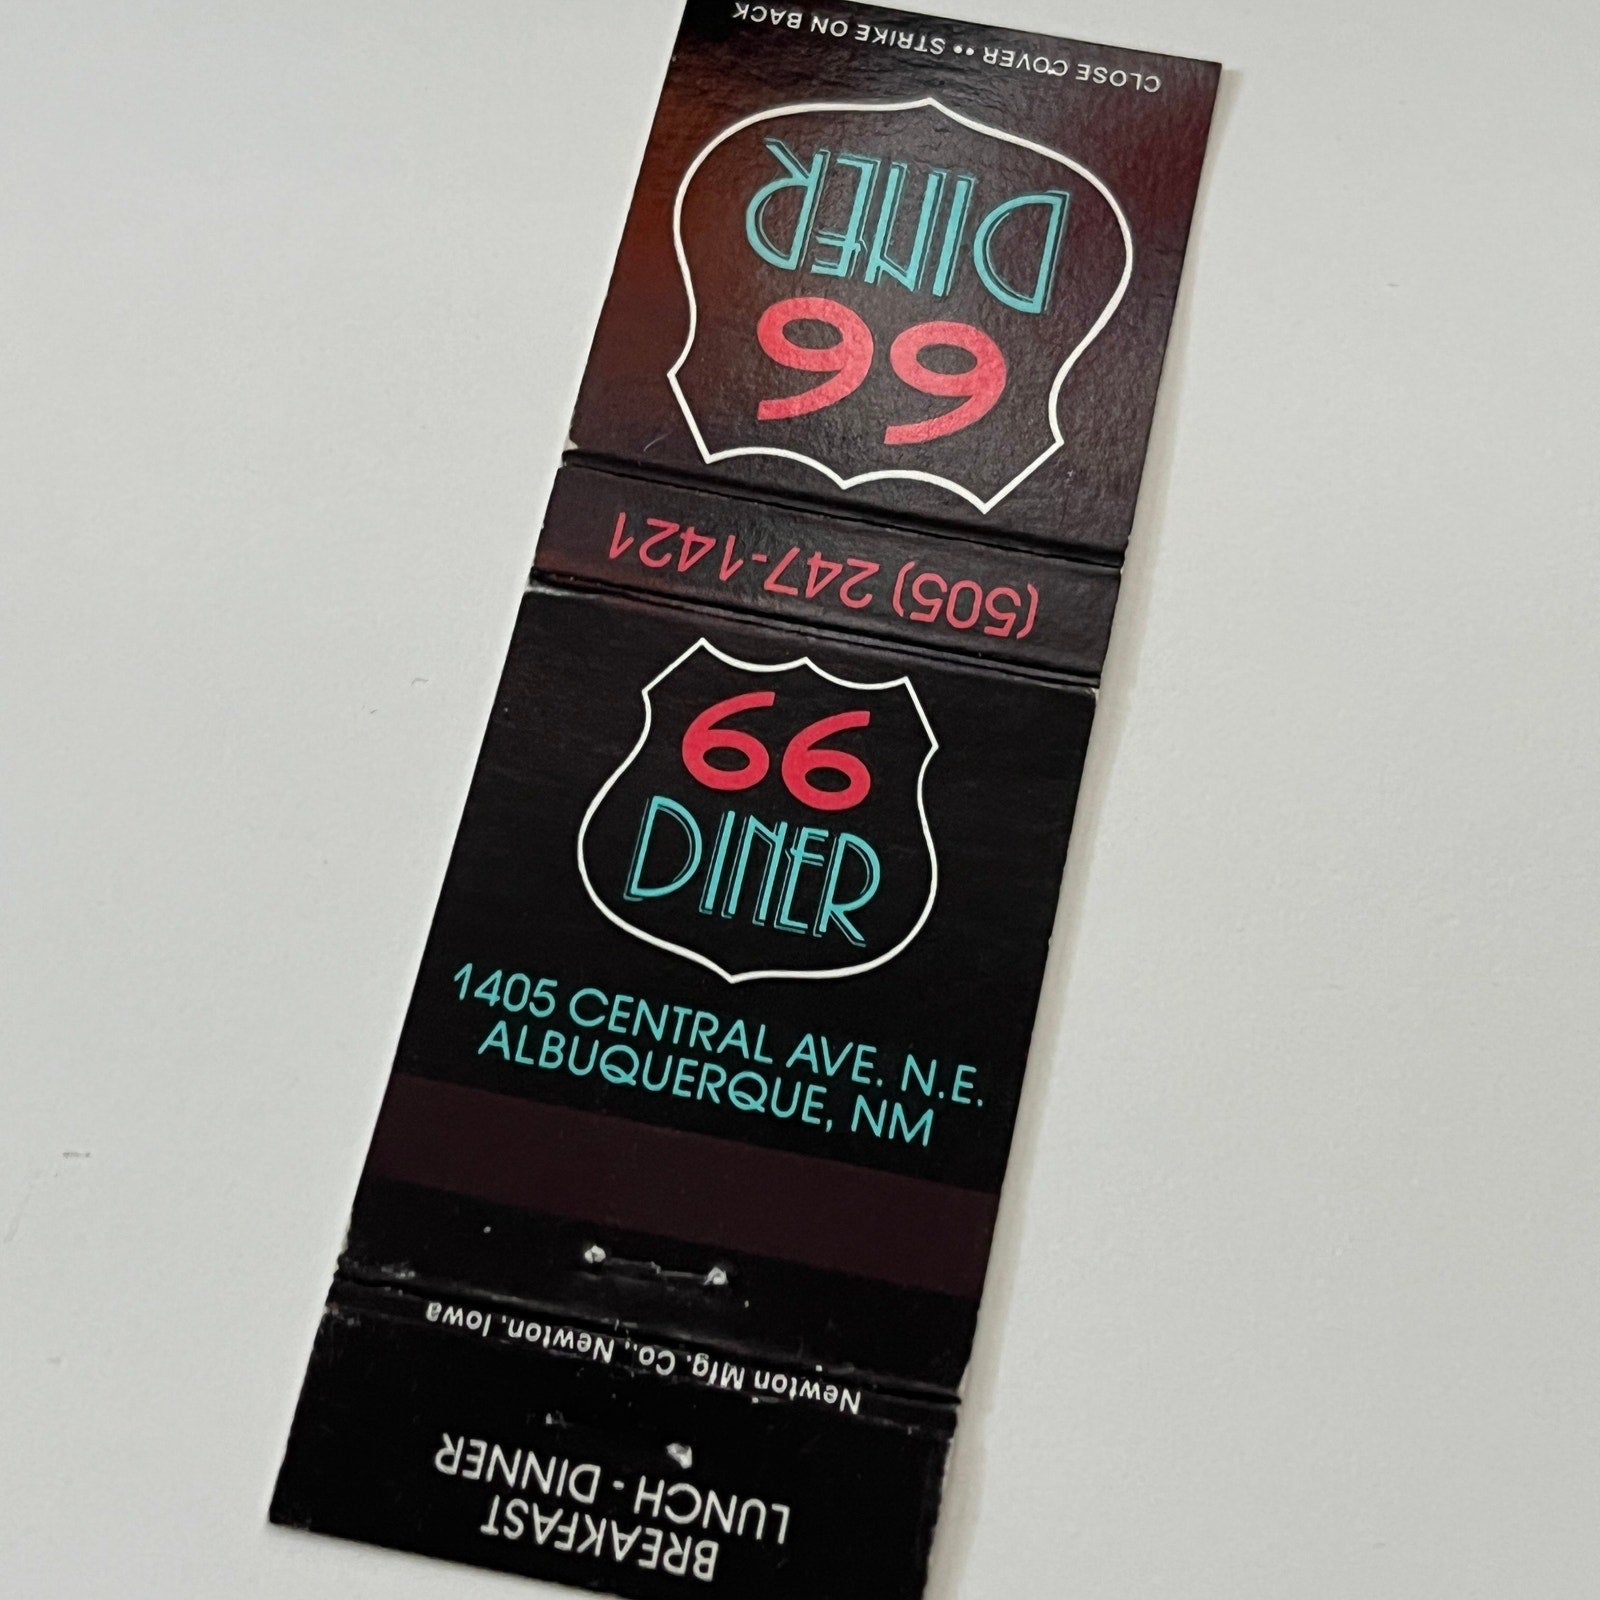 CLOSE COVER •• STRIKE ON BACK
66
DINER
(505) 247-1421
66
DINER
1405 CENTRAL AVE. N.E.
ALBUQUERQUE, NM
Newton Mfg. Co., Newton, Iowa
BREAKFAST
LUNCH - DINNER